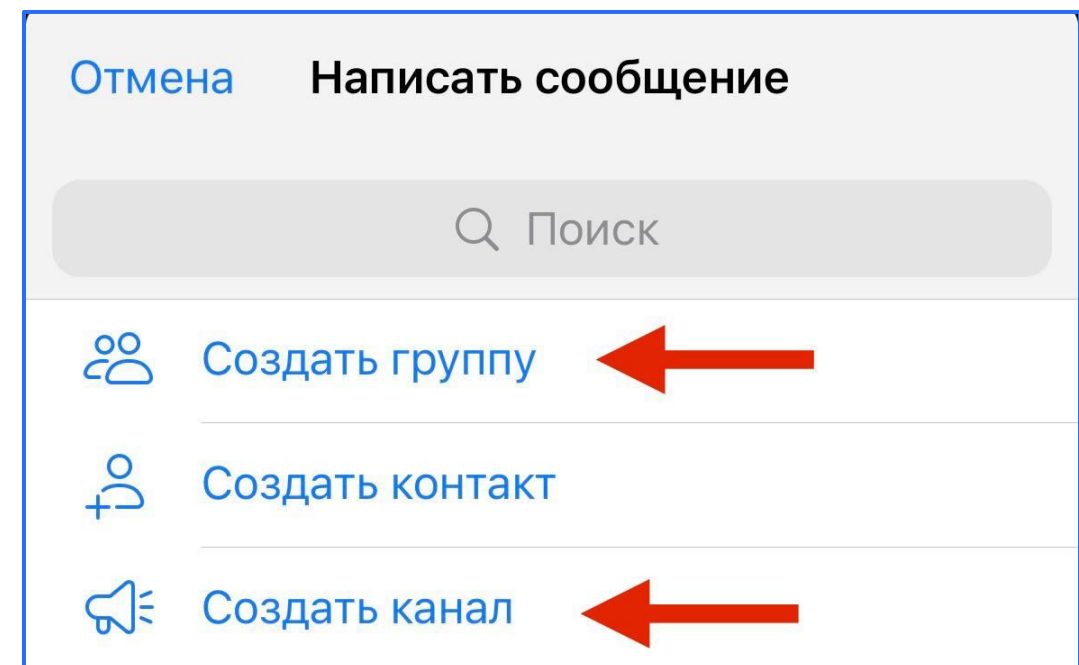 Отмена Написать сообщение
Поиск
Создать группу
Создать контакт
Создать канал